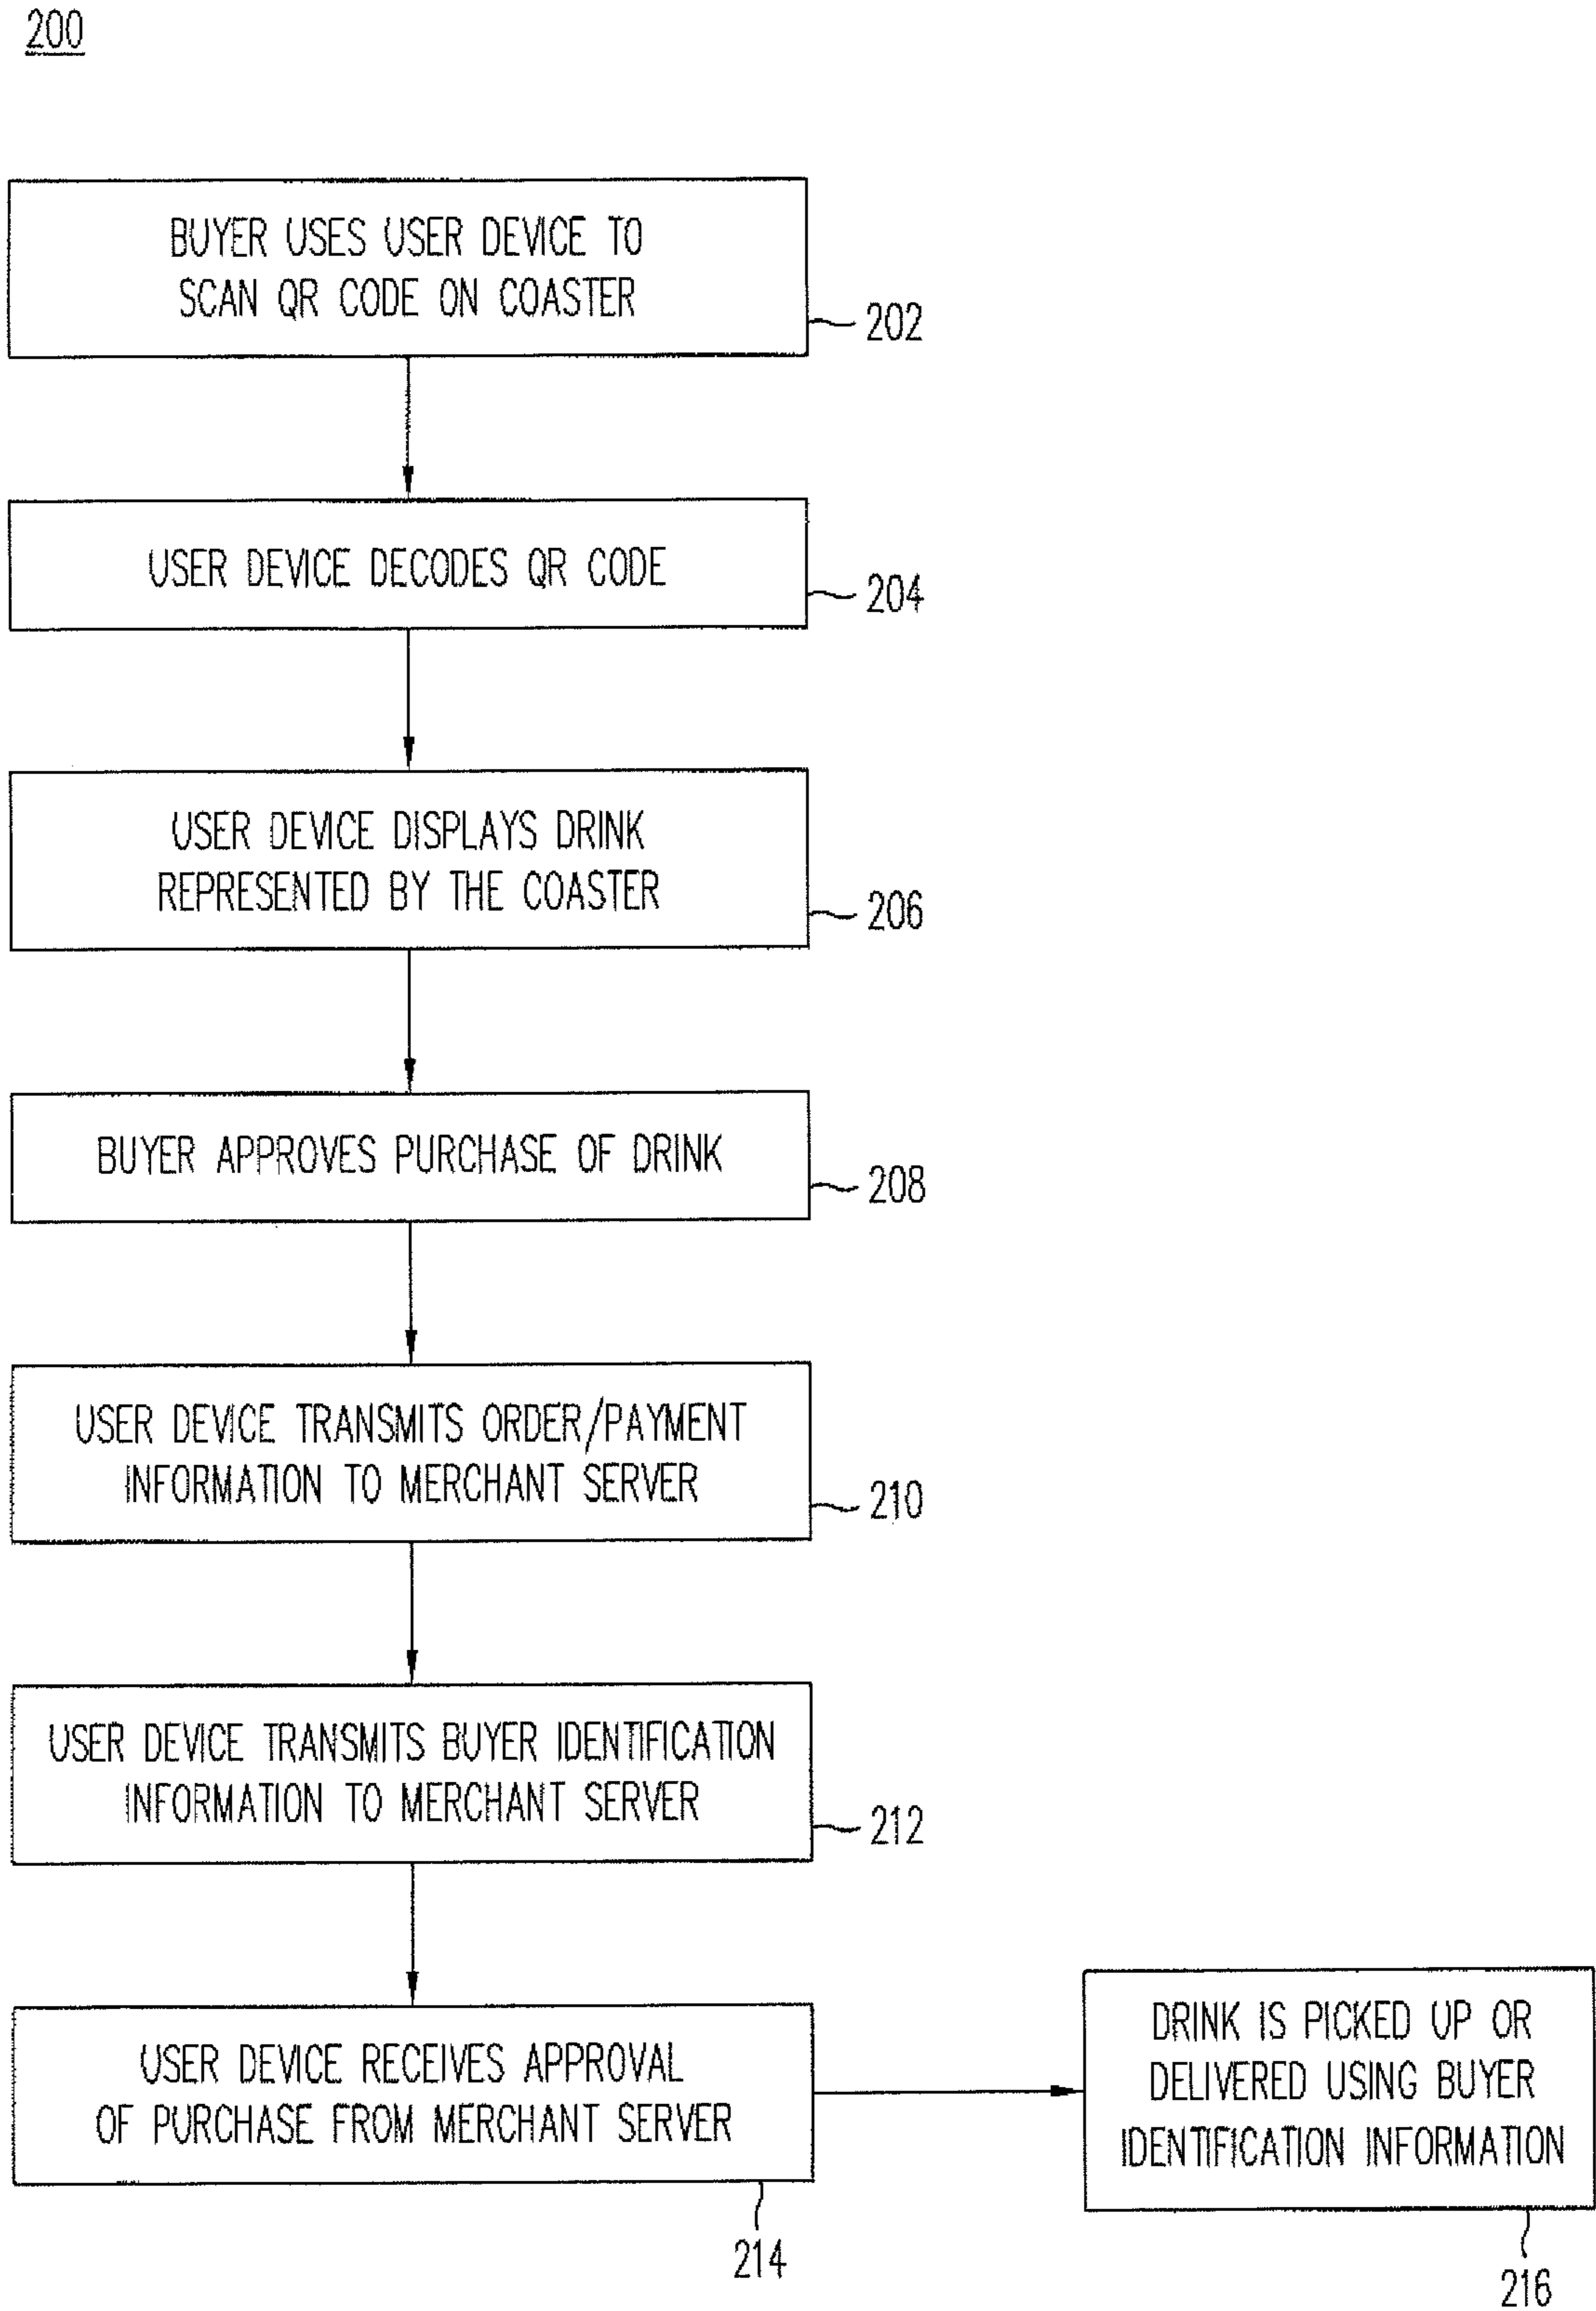 200
BUYER USES USER DEVICE TO
SCAN QR CODE ON COASTER
202
USER DEVICE DECODES QR CODE
204
USER DEVICE DISPLAYS DRINK
REPRESENTED BY THE COASTER
206
BUYER APPROVES PURCHASE OF DRINK
208
USER DEVICE TRANSMITS ORDER/PAYMENT
INFORMATION TO MERCHANT SERVER
210
USER DEVICE TRANSMITS BUYER IDENTIFICATION
INFORMATION TO MERCHANT SERVER
212
USER DEVICE RECEIVES APPROVAL
OF PURCHASE FROM MERCHANT SERVER
214
DRINK IS PICKED UP OR
DELIVERED USING BUYER
IDENTIFICATION INFORMATION
216